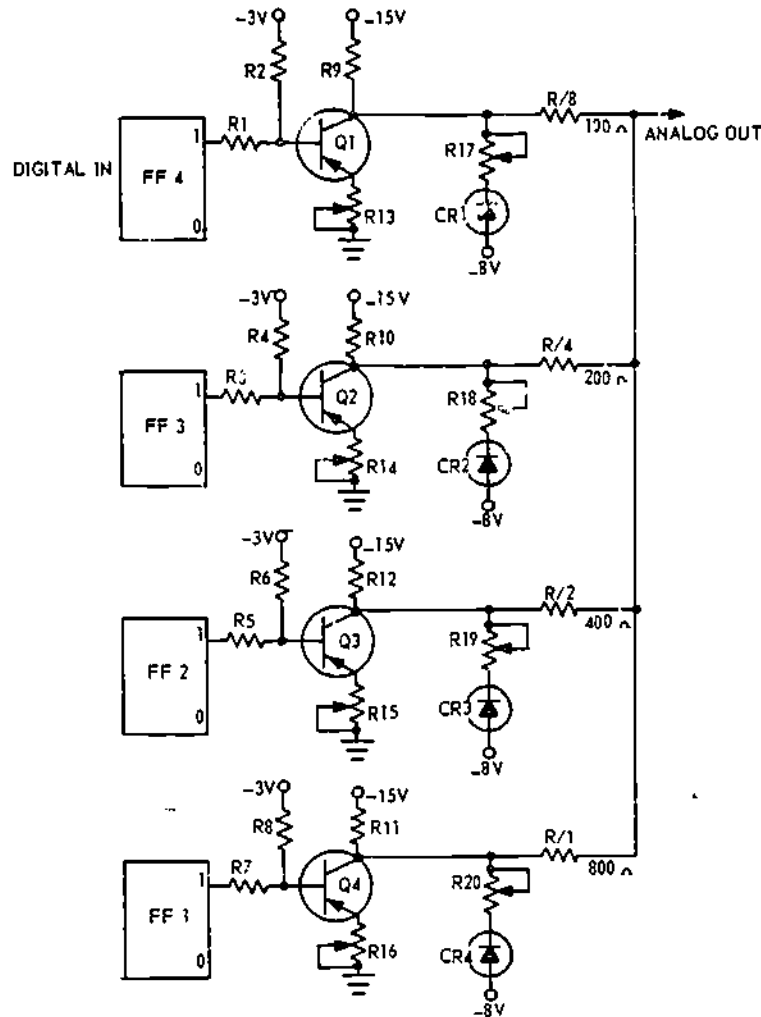 -3V
-15V
R2
R9
R/8
R1
1
Q1
100 Ω
ANALOG OUT
DIGITAL IN
FF 4
R17
R13
0
CR1
-8V
-3V
-15V
R4
R10
R/4
1
Q2
200 Ω
FF 3
R18
R14
0
CR2
-8V
-3V
-15V
R6
R12
R/2
R5
1
Q3
400 Ω
FF 2
R19
R15
0
CR3
-8V
-3V
-15V
R8
R11
R/1
R7
1
Q4
800 Ω
FF
R20
R16
0
CR4
-8V